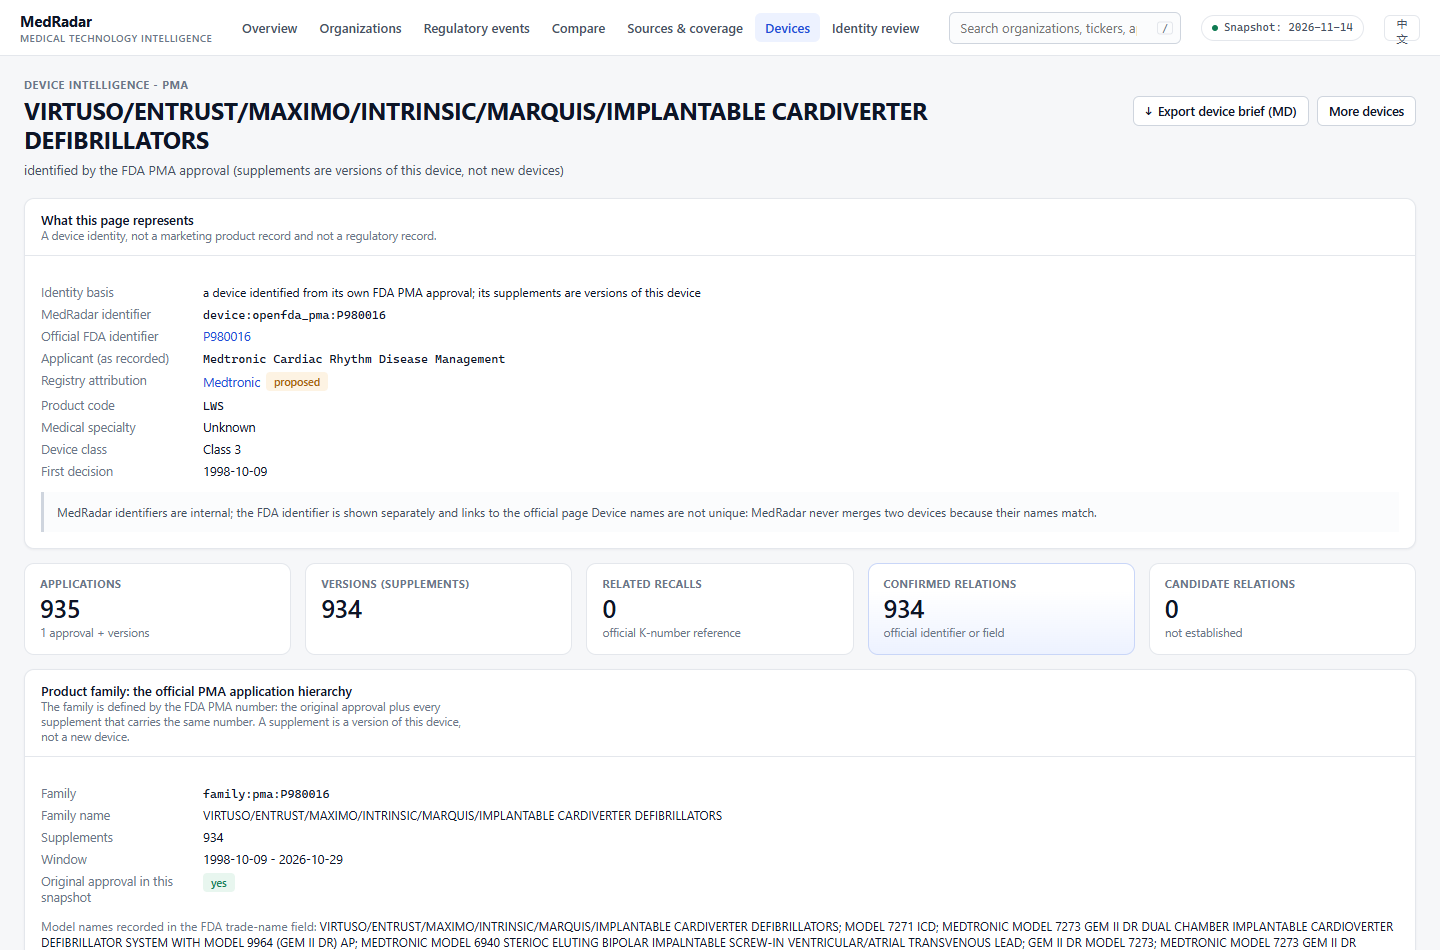 MedRadar
MEDICAL TECHNOLOGY INTELLIGENCE
Overview
Organizations
Regulatory events
Compare
Sources & coverage
Devices
Identity review
Search organizations, tickers, a
/
Snapshot: 2026-11-14
中
文
DEVICE INTELLIGENCE - PMA
VIRTUSO/ENTRUST/MAXIMO/INTRINSIC/MARQUIS/IMPLANTABLE CARDIVERTER
DEFIBRILLATORS
↓ Export device brief (MD)
More devices
identified by the FDA PMA approval (supplements are versions of this device, not new devices)
What this page represents
A device identity, not a marketing product record and not a regulatory record.
Identity basis a device identified from its own FDA PMA approval; its supplements are versions of this device
MedRadar identifier device:openfda_pma:P980016
Official FDA identifier P980016
Applicant (as recorded) Medtronic Cardiac Rhythm Disease Management
Registry attribution Medtronic proposed
Product code LWS
Medical specialty Unknown
Device class Class 3
First decision 1998-10-09
MedRadar identifiers are internal; the FDA identifier is shown separately and links to the official page Device names are not unique: MedRadar never merges two devices because their names match.
APPLICATIONS
935
1 approval + versions
VERSIONS (SUPPLEMENTS)
934
RELATED RECALLS
0
official K-number reference
CONFIRMED RELATIONS
934
official identifier or field
CANDIDATE RELATIONS
0
not established
Product family: the official PMA application hierarchy
The family is defined by the FDA PMA number: the original approval plus every
supplement that carries the same number. A supplement is a version of this device,
not a new device.
Family family:pma:P980016
Family name VIRTUSO/ENTRUST/MAXIMO/INTRINSIC/MARQUIS/IMPLANTABLE CARDIVERTER DEFIBRILLATORS
Supplements 934
Window 1998-10-09 - 2026-10-29
Original approval in this
snapshot
yes
Model names recorded in the FDA trade-name field: VIRTUSO/ENTRUST/MAXIMO/INTRINSIC/MARQUIS/IMPLANTABLE CARDIVERTER DEFIBRILLATORS; MODEL 7271 ICD; MEDTRONIC MODEL 7273 GEM II DR DUAL CHAMBER IMPLANTABLE CARDIOVERTER
DEFIBRILLATOR SYSTEM WITH MODEL 9964 (GEM II DR) AP; MEDTRONIC MODEL 6940 STERIOC ELUTING BIPOLAR IMPALNTABLE SCREW-IN VENTRICULAR/ATRIAL TRANSVENOUS LEAD; GEM II DR MODEL 7273; MEDTRONIC MODEL 7273 GEM II DR